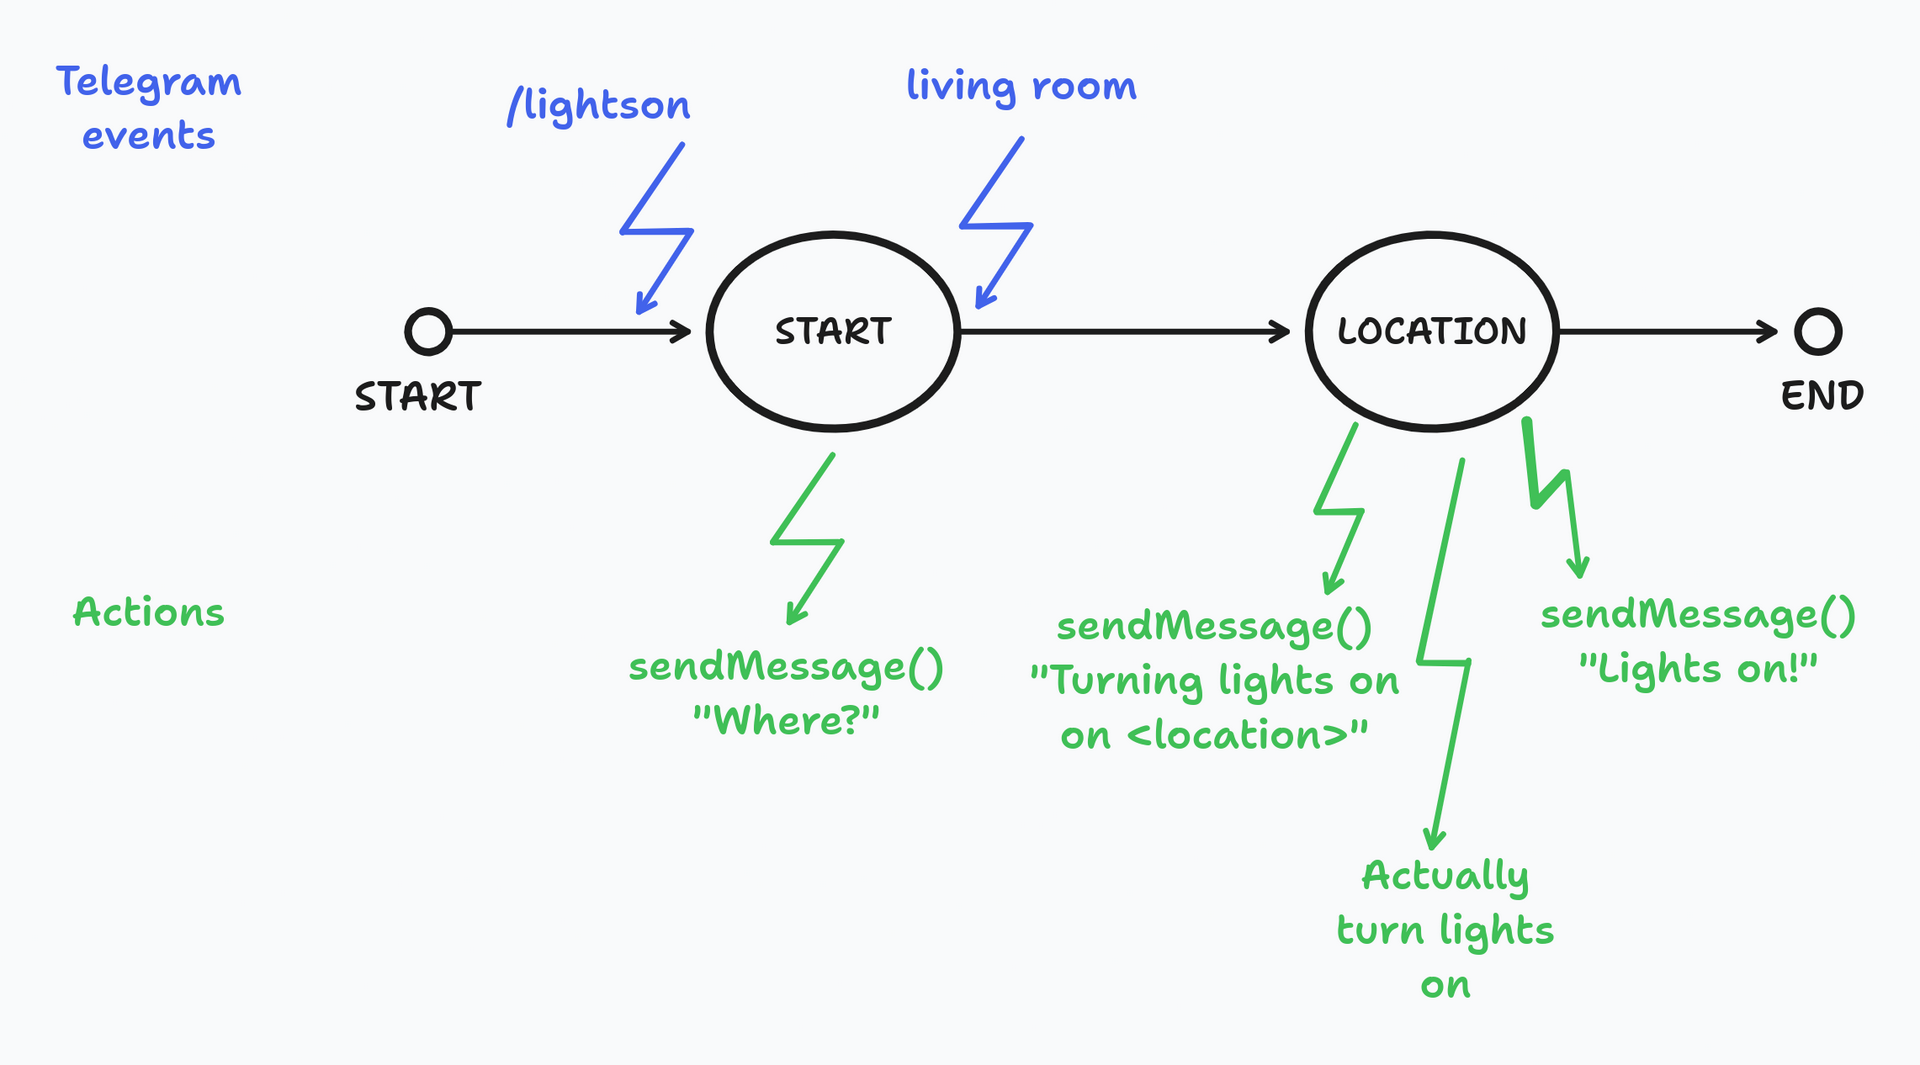 Telegram
events
/lightson
living room
START
START
LOCATION
END
Actions
sendMessage()
"Where?"
sendMessage()
"Turning lights on
on <location>"
sendMessage()
"Lights on!"
Actually
turn lights
on